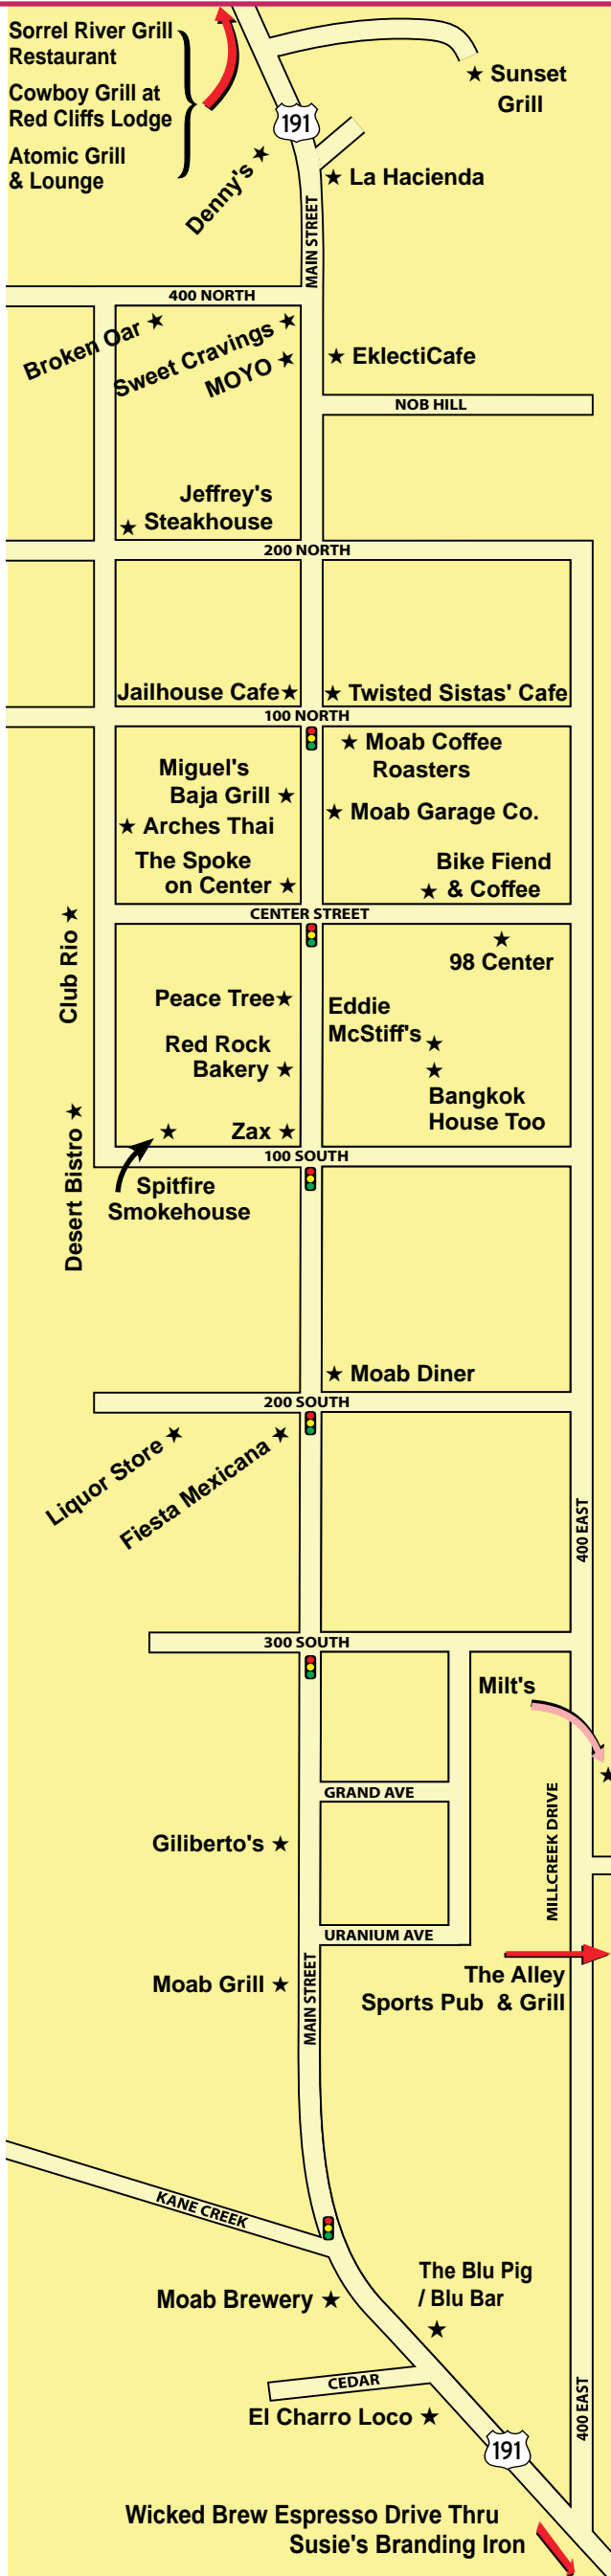 Sorrel River Grill
Restaurant
Cowboy Grill at
Red Cliffs Lodge
Atomic Grill
& Lounge
Sunset
Grill
191
Denny's
La Hacienda
MAIN STREET
400 NORTH
Broken Oar
Sweet Cravings
MOYO
EklectiCafe
NOB HILL
Jeffrey's
Steakhouse
200 NORTH
Jailhouse Cafe
Twisted Sistas' Cafe
100 NORTH
Moab Coffee
Roasters
Miguel's
Baja Grill
Moab Garage Co.
Arches Thai
The Spoke
on Center
Bike Fiend
& Coffee
CENTER STREET
Club Rio
98 Center
Peace Tree
Eddie
McStiff's
Red Rock
Bakery
Bangkok
House Too
Zax
Desert Bistro
100 SOUTH
Spitfire
Smokehouse
Moab Diner
200 SOUTH
Liquor Store
Fiesta Mexicana
400 EAST
300 SOUTH
Milt's
GRAND AVE
MILLCREEK DRIVE
Giliberto's
URANIUM AVE
MAIN STREET
The Alley
Sports Pub & Grill
Moab Grill
KANE CREEK
The Blu Pig
/ Blu Bar
Moab Brewery
CEDAR
400 EAST
El Charro Loco
191
Wicked Brew Espresso Drive Thru
Susie's Branding Iron